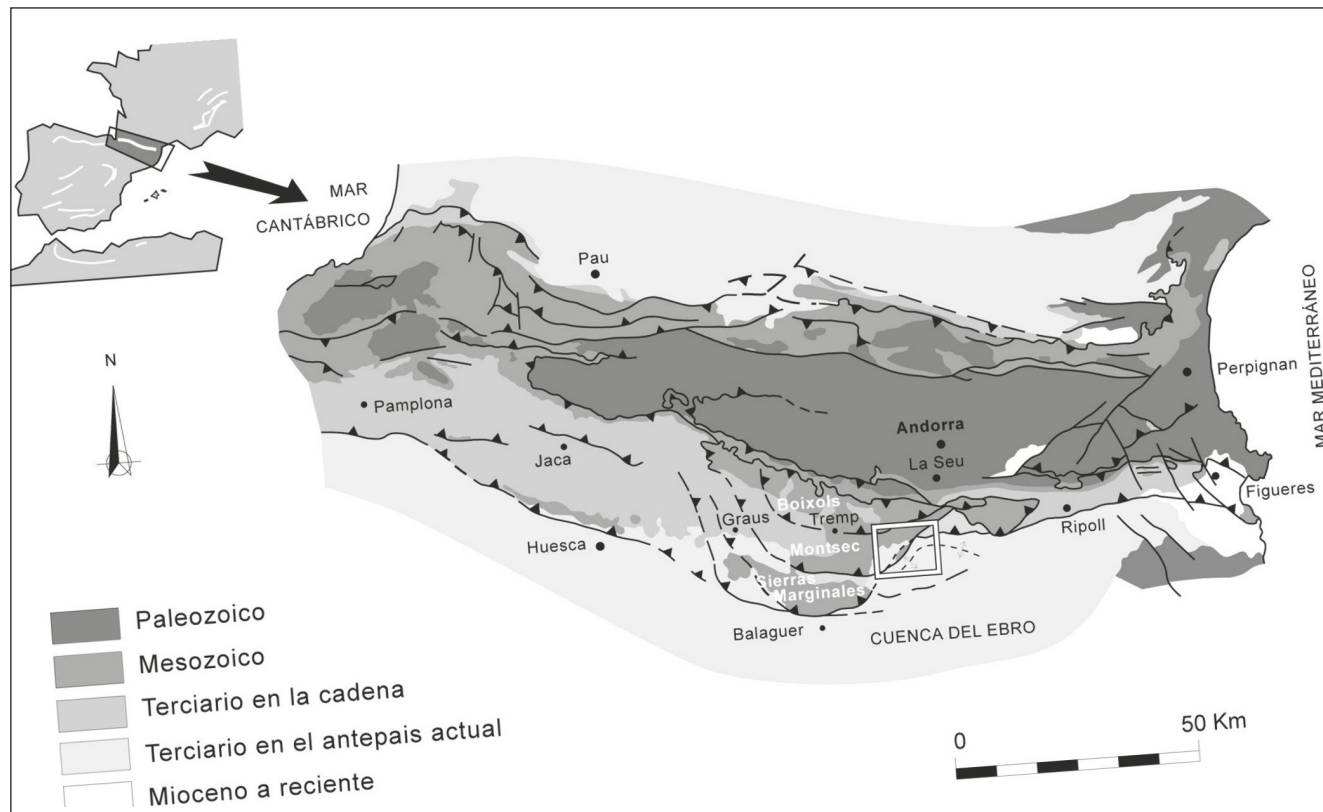 MAR
CANTÁBRICO
Pau
N
MAR MEDITERRÁNEO
Perpignan
Pamplona
Andorra
La Seu
Jaca
Figueres
Boixols
Graus
Tremp
Ripoll
Huesca
Montsec
Sierras
Marginales
Balaguer
CUENCA DEL EBRO
Paleozoico
Mesozoico
Terciario en la cadena
Terciario en el antepais actual
Mioceno a reciente
0 50 Km